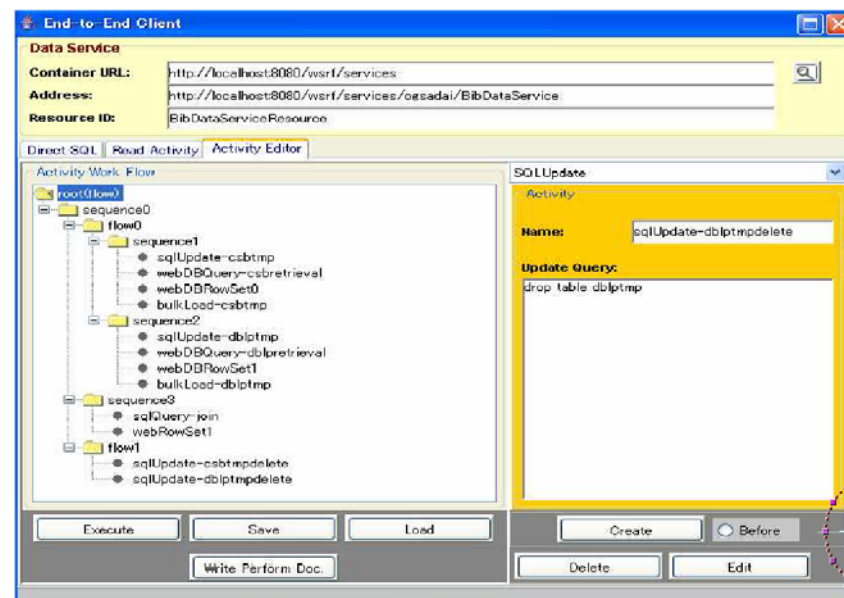 End-to-End Client
Data Service
Container URL: http://localhost:8080/wsrf/services
Address: http://localhost:8080/wsrf/services/ogsadai/BibDataService
Resource ID: BibDataServiceResource
Direct SQL Read Activity Activity Editor
Activity Work Flow
root(flow)
sequence0
flow0
sequence1
sqlUpdate-csbtmp
webDBQuery-csbretrieval
webDBRowSet0
bulkLoad-csbtmp
sequence2
sqlUpdate-dblptmp
webDBQuery-dblpretrieval
webDBRowSet1
bulkLoad-dblptmp
sequence3
sqlQuery-join
webRowSet1
flow1
sqlUpdate-csbtmpdelete
sqlUpdate-dblptmpdelete
Execute Save Load
Write Perform Doc.
SQLUpdate
Activity
Name: sqlUpdate-dblptmpdelete
Update Query:
drop table dblptmp
Create Before
Delete Edit